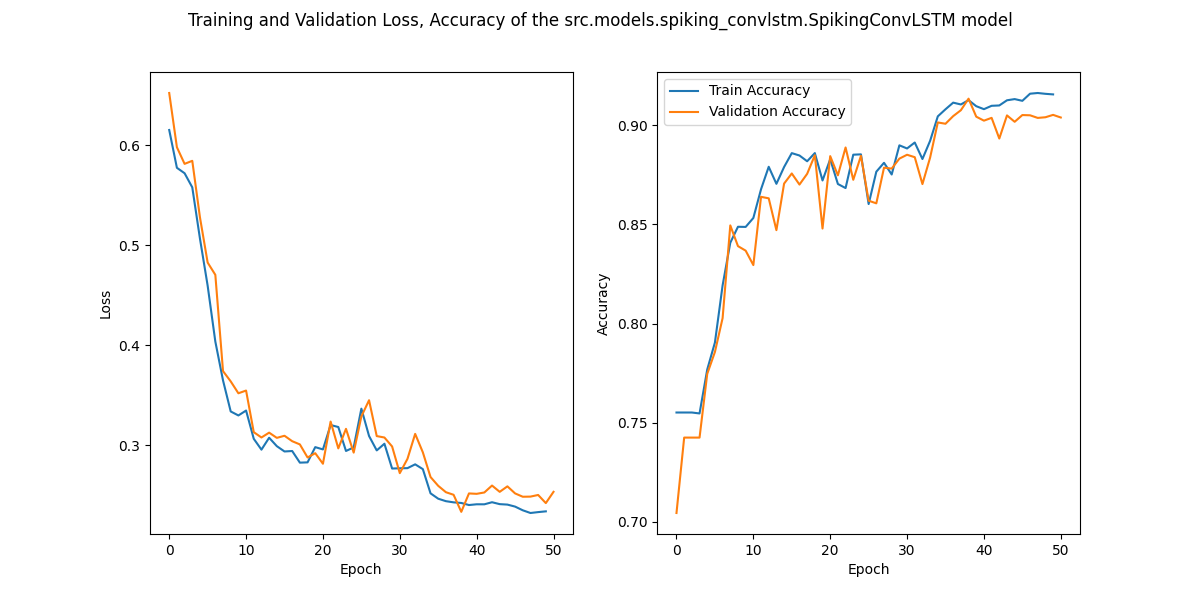 Training and Validation Loss, Accuracy of the src.models.spiking_convlstm.SpikingConvLSTM model
0.6
0.5
0.4
0.3
Loss
0 10 20 30 40 50
Epoch
Train Accuracy
Validation Accuracy
0.90
0.85
0.80
0.75
0.70
Accuracy
0 10 20 30 40 50
Epoch